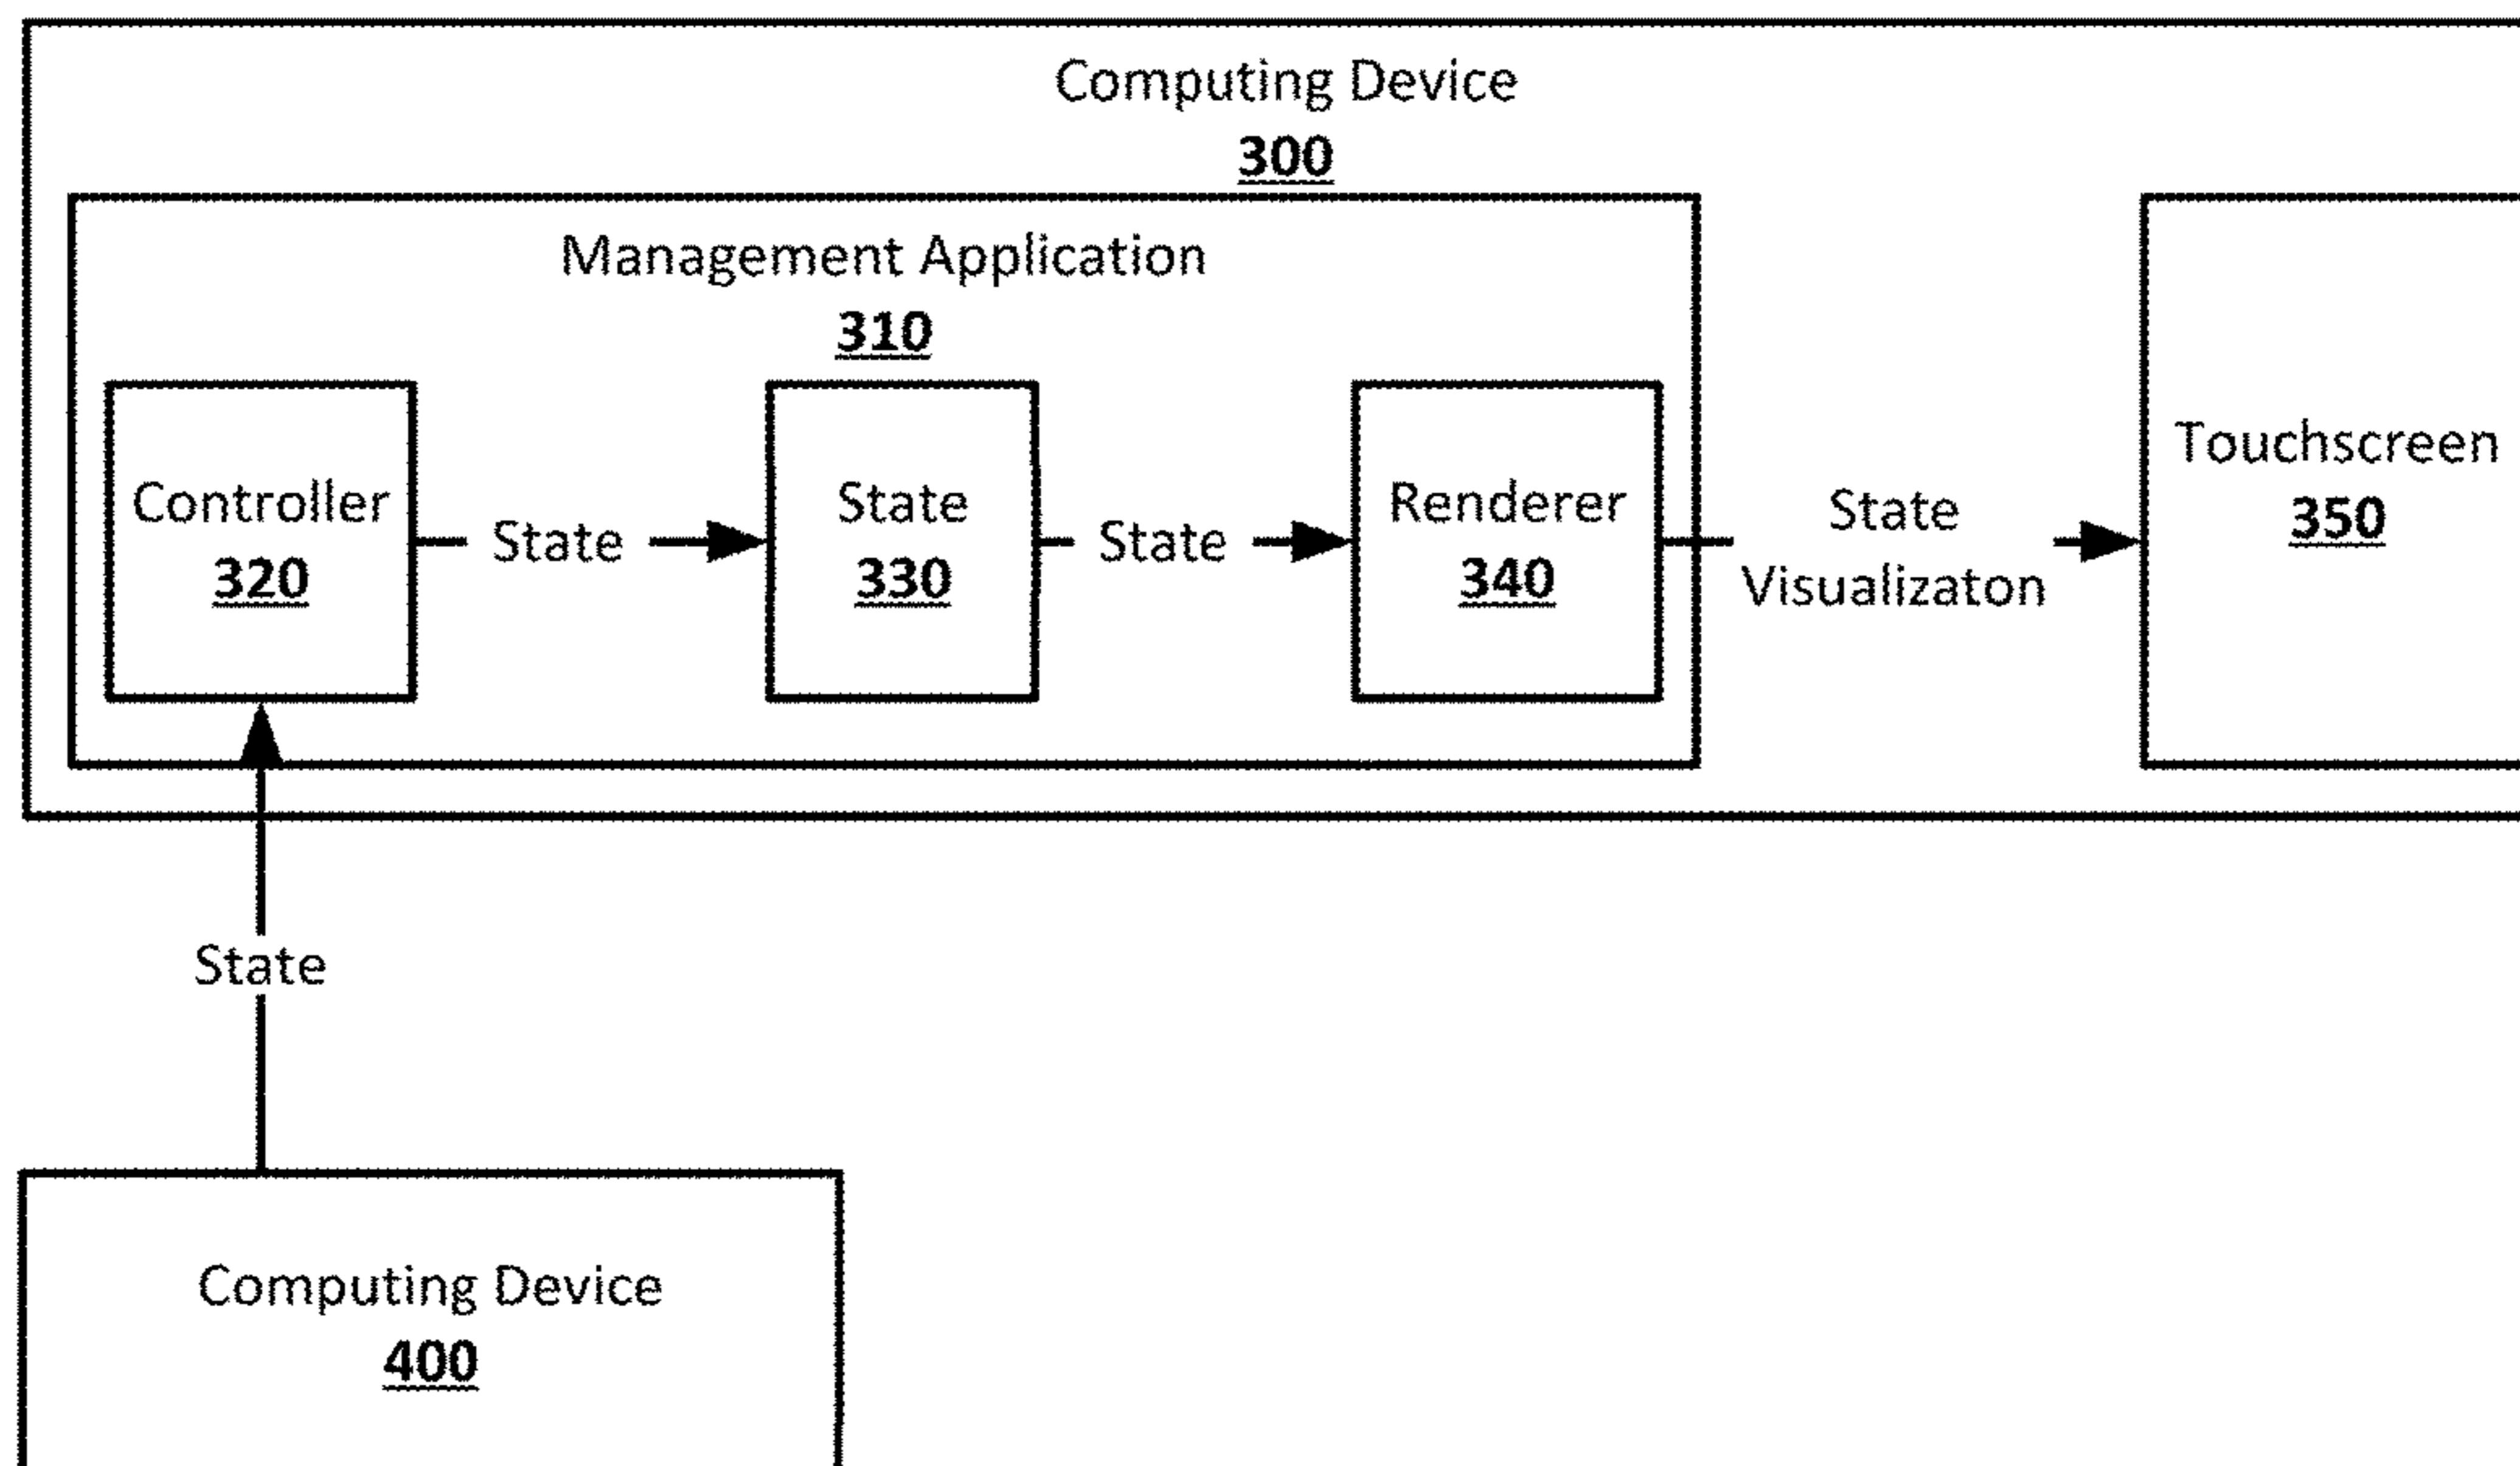 Computing Device
300
Management Application
310
Controller
320
State
State
330
State
Renderer
340
State
Visualizaton
Touchscreen
350
State
Computing Device
400